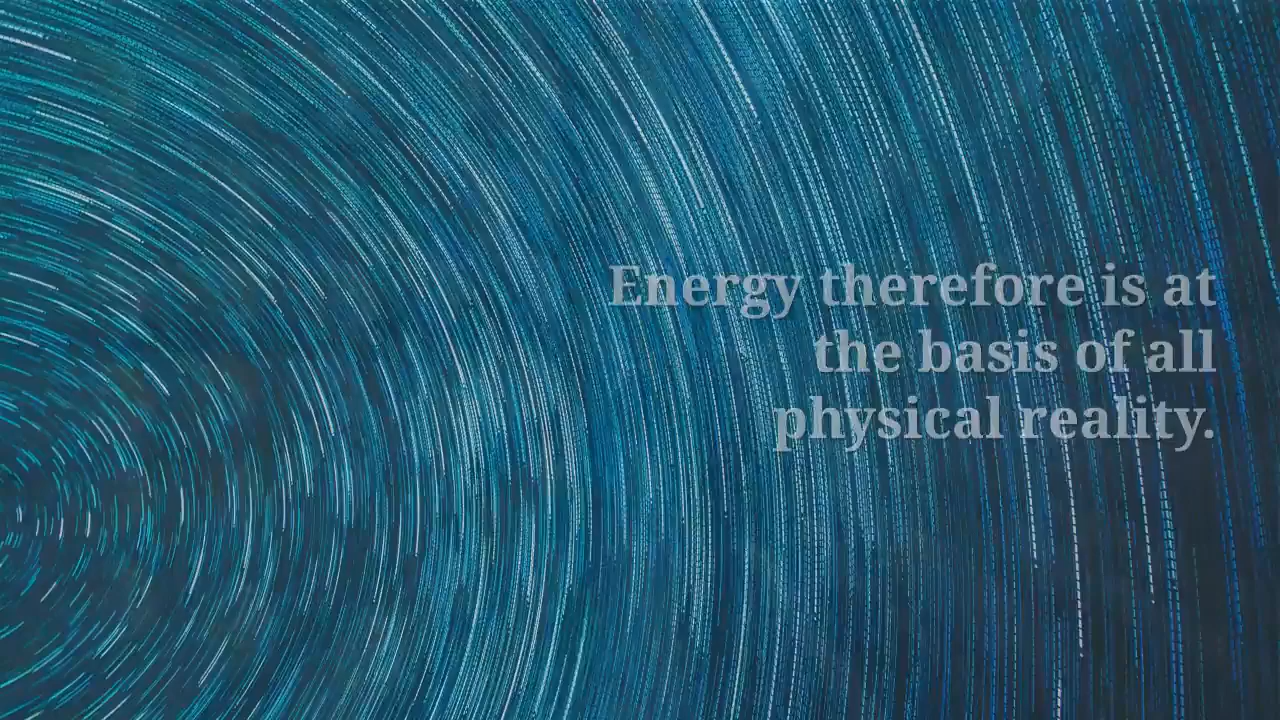 Energy therefore is at
the basis of all
physical reality.